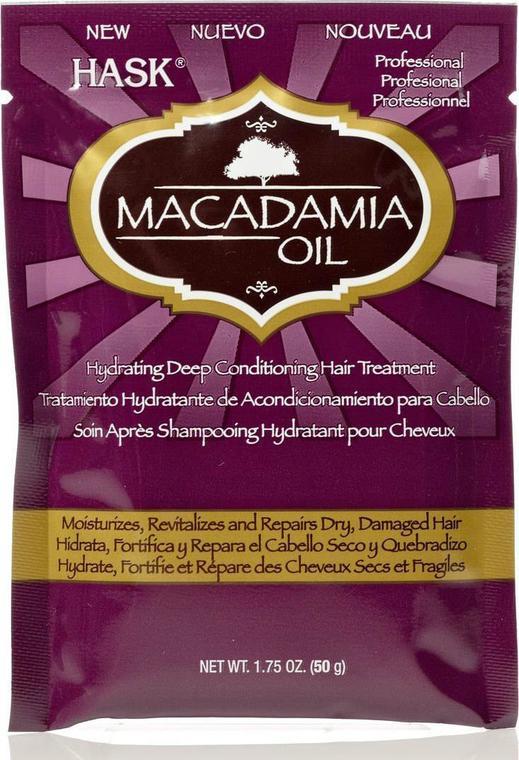 NEW NUEVO NOUVEAU
HASK®
Professional
Profesional
Professionnel
MACADAMIA
OIL
Hydrating Deep Conditioning Hair Treatment
Tratamiento Hydratante de Acondicionamiento para Cabello
Soin Après Shampooing Hydratant pour Cheveux
Moisturizes, Revitalizes and Repairs Dry, Damaged Hair
Hidrata, Fortifica y Repara el Cabello Seco y Quebradizo
Hydrate, Fortifie et Répare des Cheveux Secs et Fragiles
NET WT. 1.75 OZ. (50 g)